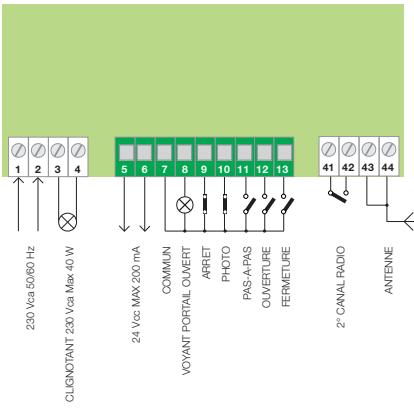 1 2 3 4
5 6 7 8 9 10 11 12 13
41 42 43 44
230 Vca 50/60 Hz
CLIGNOTANT 230 Vca Max 40 W
24 Vcc MAX 200 mA
COMMUN
VOYANT PORTAIL OUVERT
ARRET
PHOTO
PAS-A-PAS
OUVERTURE
FERMETURE
2° CANAL RADIO
ANTENNE